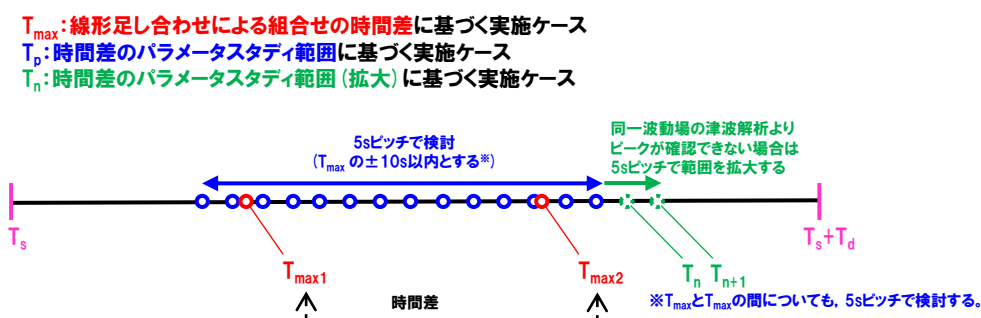 Tmax：線形足し合わせによる組合せの時間差に基づく実施ケース
Tp：時間差のパラメータスタディ範囲に基づく実施ケース
Tn：時間差のパラメータスタディ範囲（拡大）に基づく実施ケース
5sピッチで検討
（Tmax の±10s以内とする※）
同一波動場の津波解析より
ピークが確認できない場合は
5sピッチで範囲を拡大する
Ts
Ts+Td
Tmax1
Tmax2
Tn
Tn+1
時間差
※TmaxとTmaxの間についても，5sピッチで検討する。